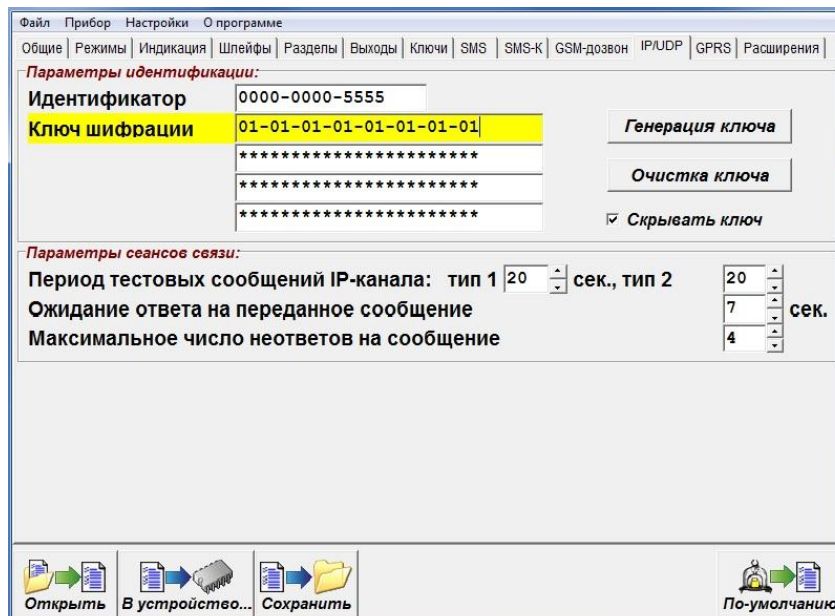 Файл Прибор Настройки О программе
Общие Режимы Индикация Шлейфы Разделы Выходы Ключи SMS SMS-К GSM-дозвон IP/UDP GPRS Расширения
Параметры идентификации:
Идентификатор 0000-0000-5555
Ключ шифрации 01-01-01-01-01-01-01-01 Генерация ключа
***********************
*********************** Очистка ключа
*********************** Скрывать ключ
Параметры сеансов связи:
Период тестовых сообщений IP-канала: тип 1 20 сек., тип 2 20
Ожидание ответа на переданное сообщение 7 сек.
Максимальное число неответов на сообщение 4
Открыть В устройство... Сохранить По-умолчанию